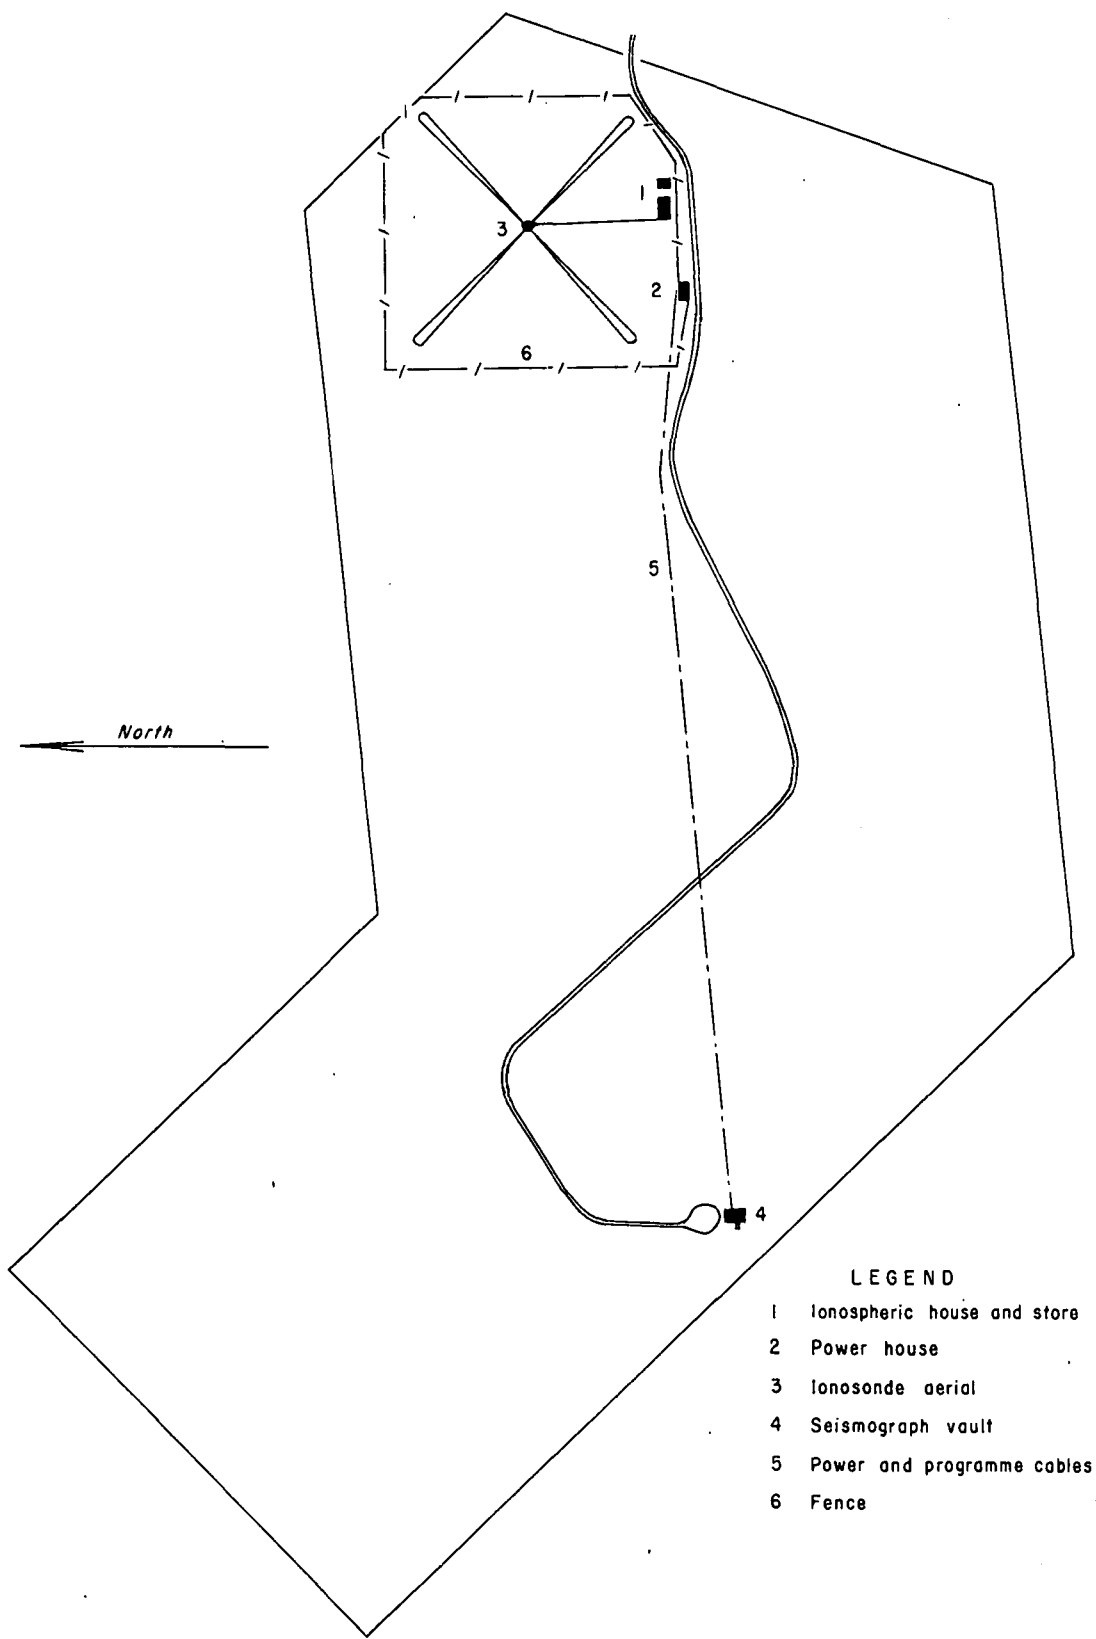 1
3
2
6
5
North
4
LEGEND
1 Ionospheric house and store
2 Power house
3 Ionosonde aerial
4 Seismograph vault
5 Power and programme cables
6 Fence